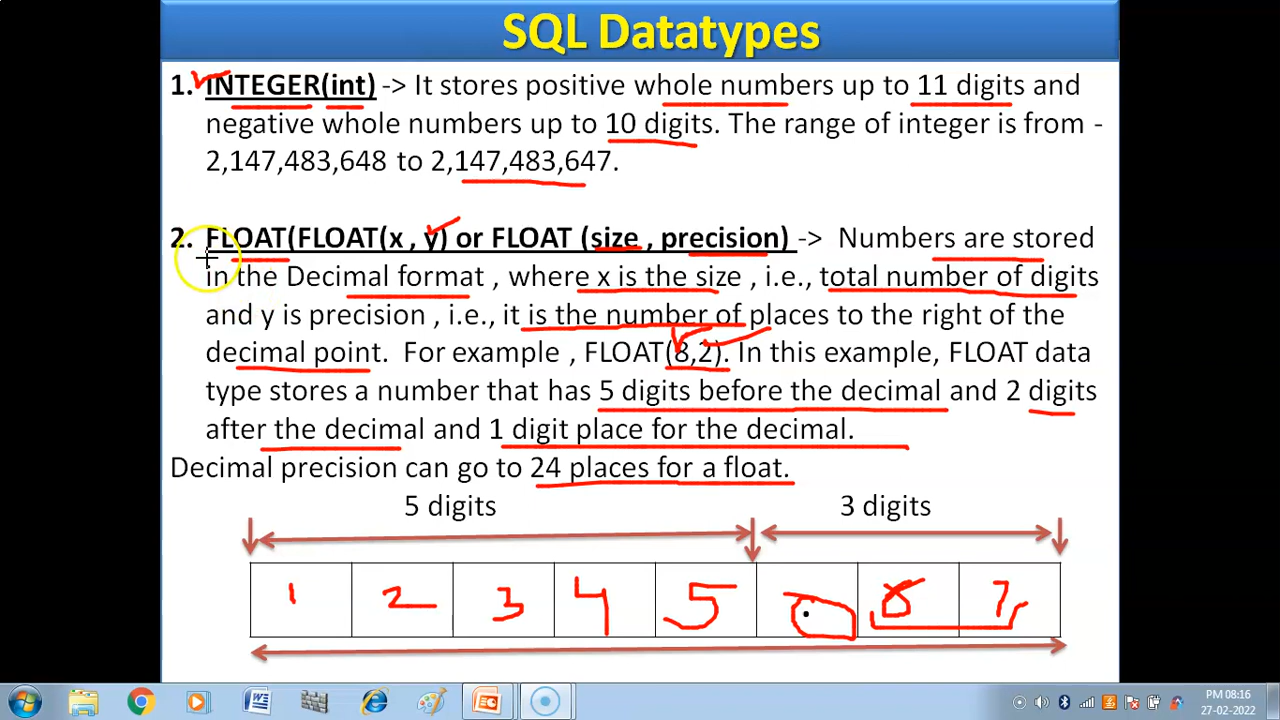 SQL Datatypes
1. INTEGER(int) -> It stores positive whole numbers up to 11 digits and
negative whole numbers up to 10 digits. The range of integer is from -
2,147,483,648 to 2,147,483,647.
2. FLOAT(FLOAT(x , y) or FLOAT (size , precision) -> Numbers are stored
in the Decimal format , where x is the size , i.e., total number of digits
and y is precision , i.e., it is the number of places to the right of the
decimal point. For example , FLOAT(8,2). In this example, FLOAT data
type stores a number that has 5 digits before the decimal and 2 digits
after the decimal and 1 digit place for the decimal.
Decimal precision can go to 24 places for a float.
5 digits 3 digits
1 2 3 4 5 . 8 7
PM 08:16
27-02-2022